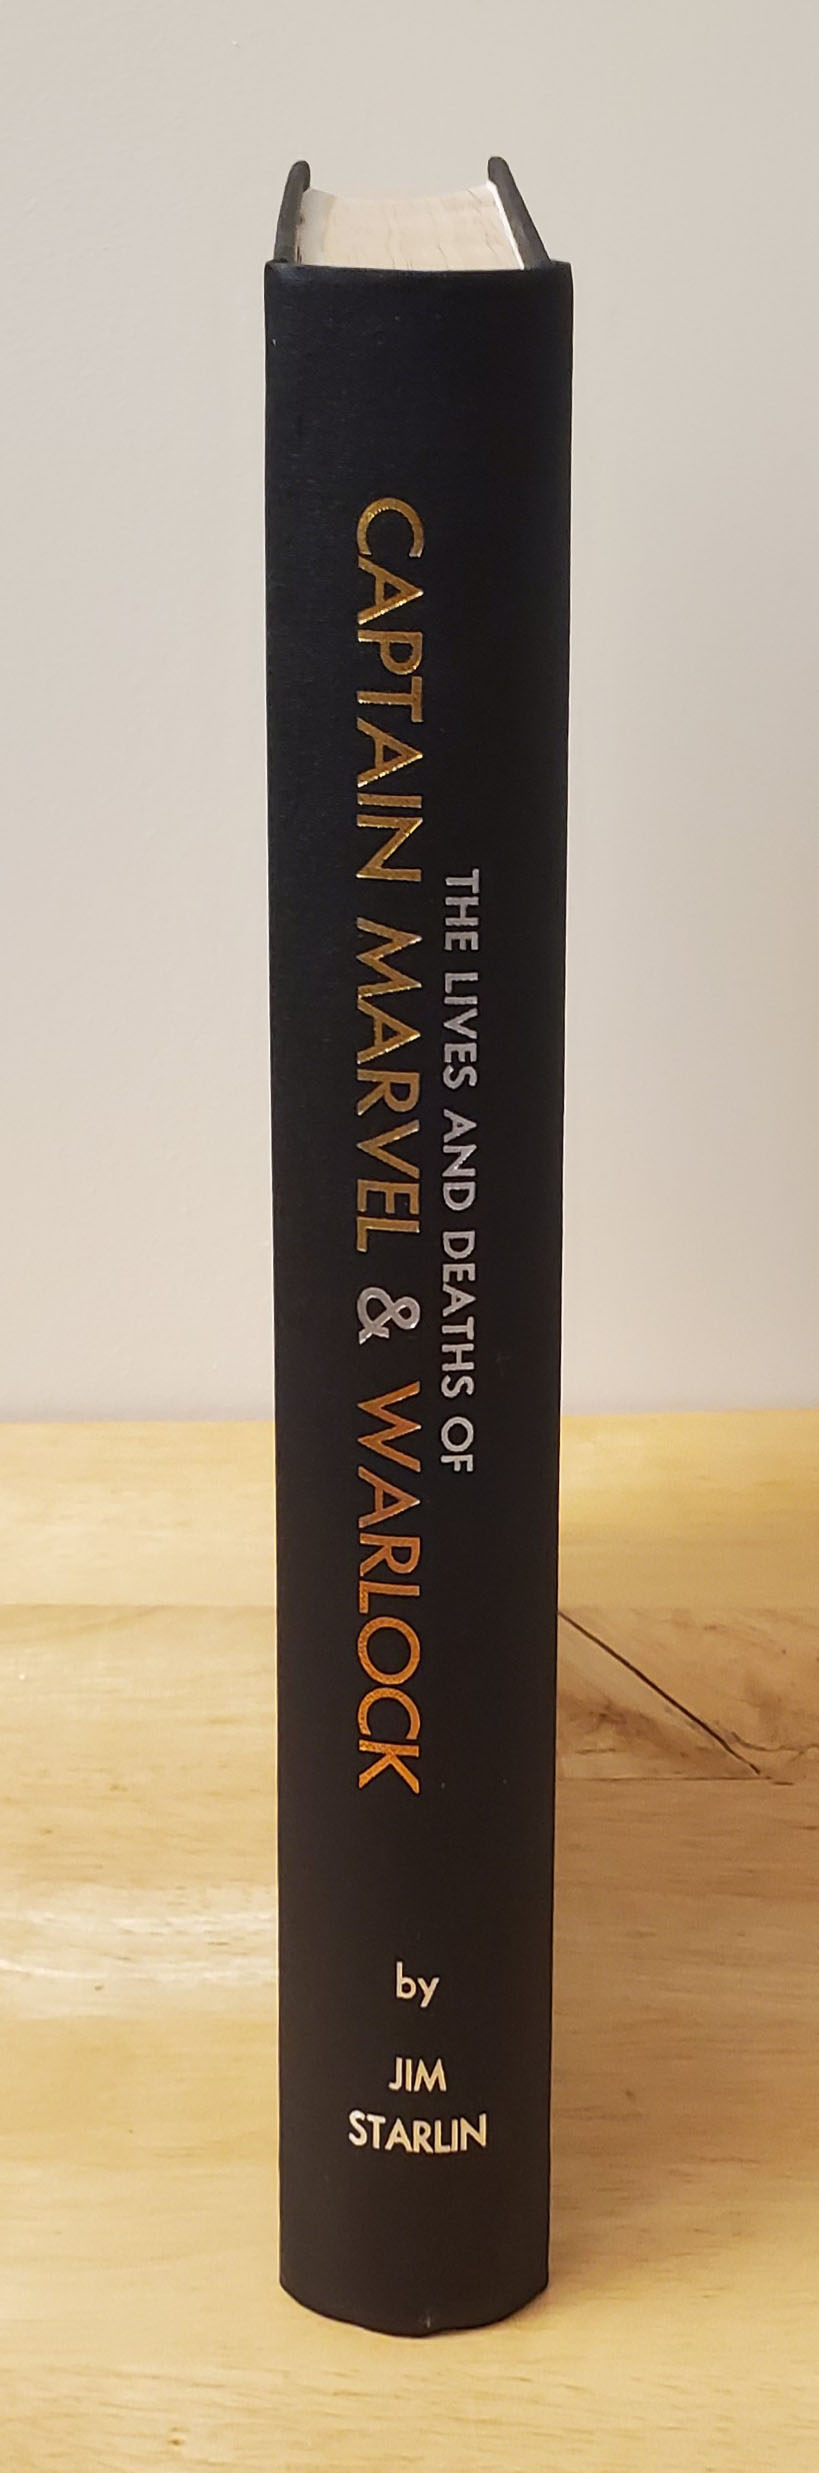 THE LIVES AND DEATHS OF
CAPTAIN MARVEL & WARLOCK
by
JIM
STARLIN